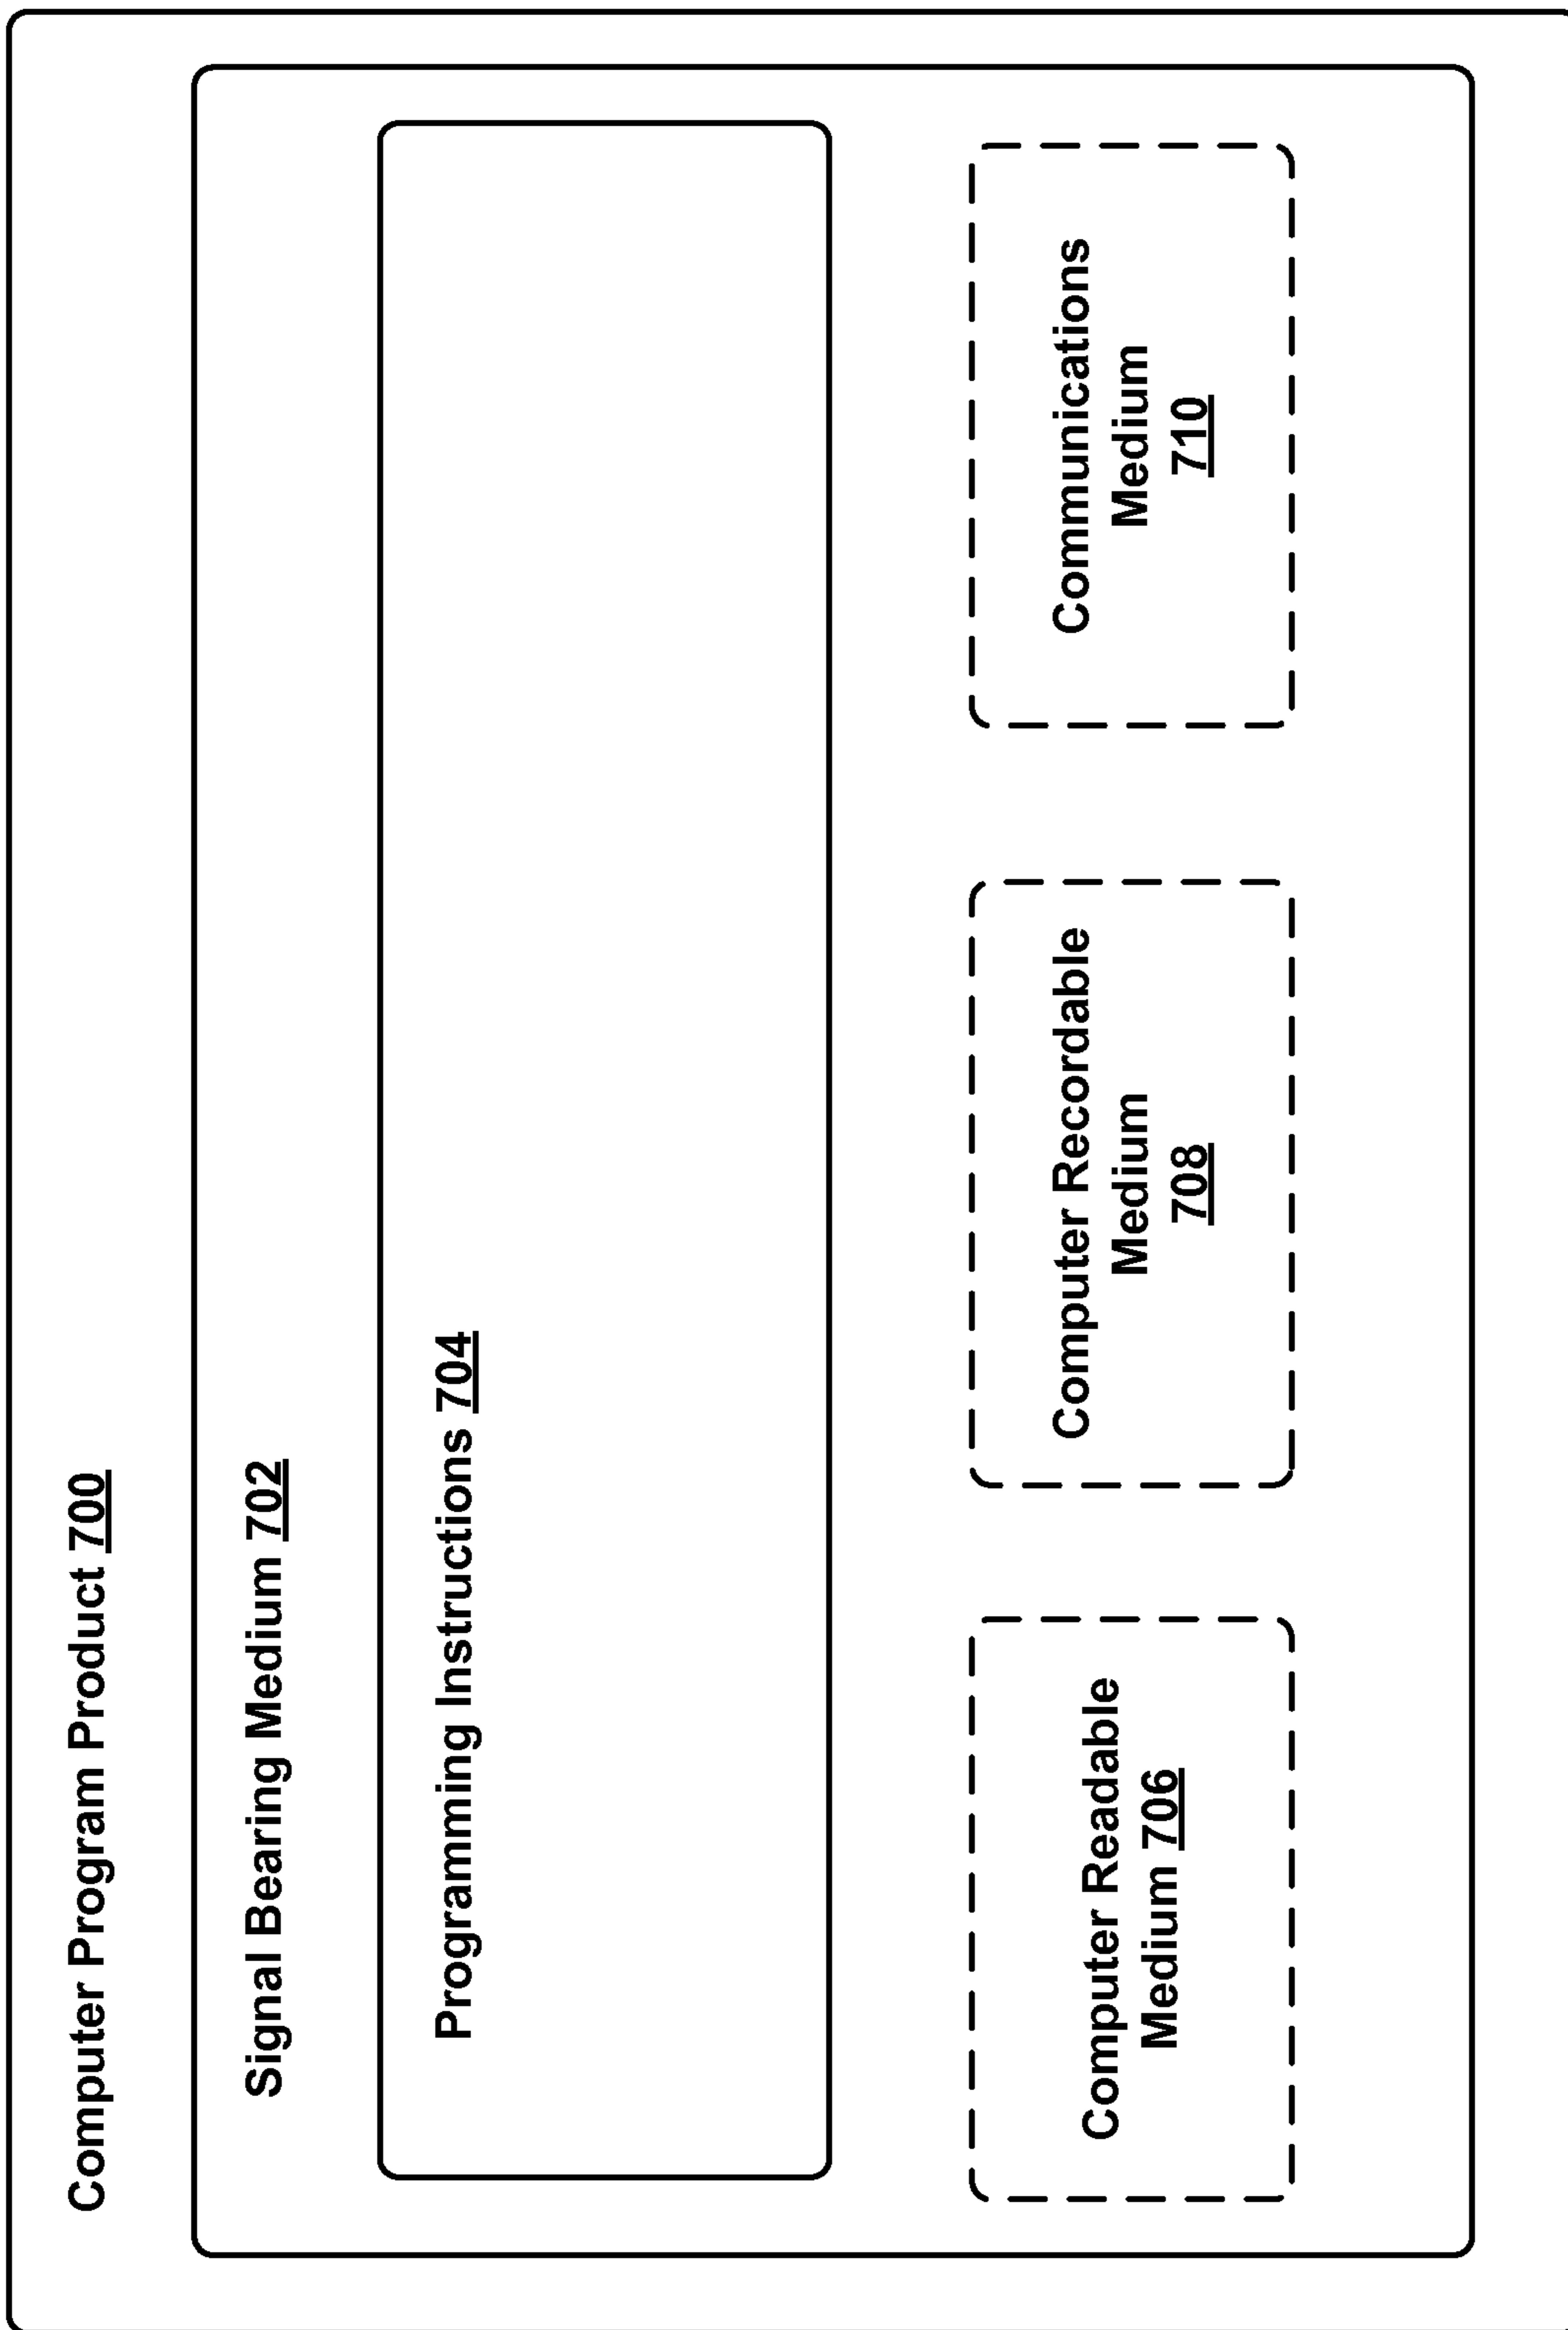 Computer Program Product 700
Signal Bearing Medium 702
Programming Instructions 704
Computer Readable
Medium 706
Computer Recordable
Medium
708
Communications
Medium
710